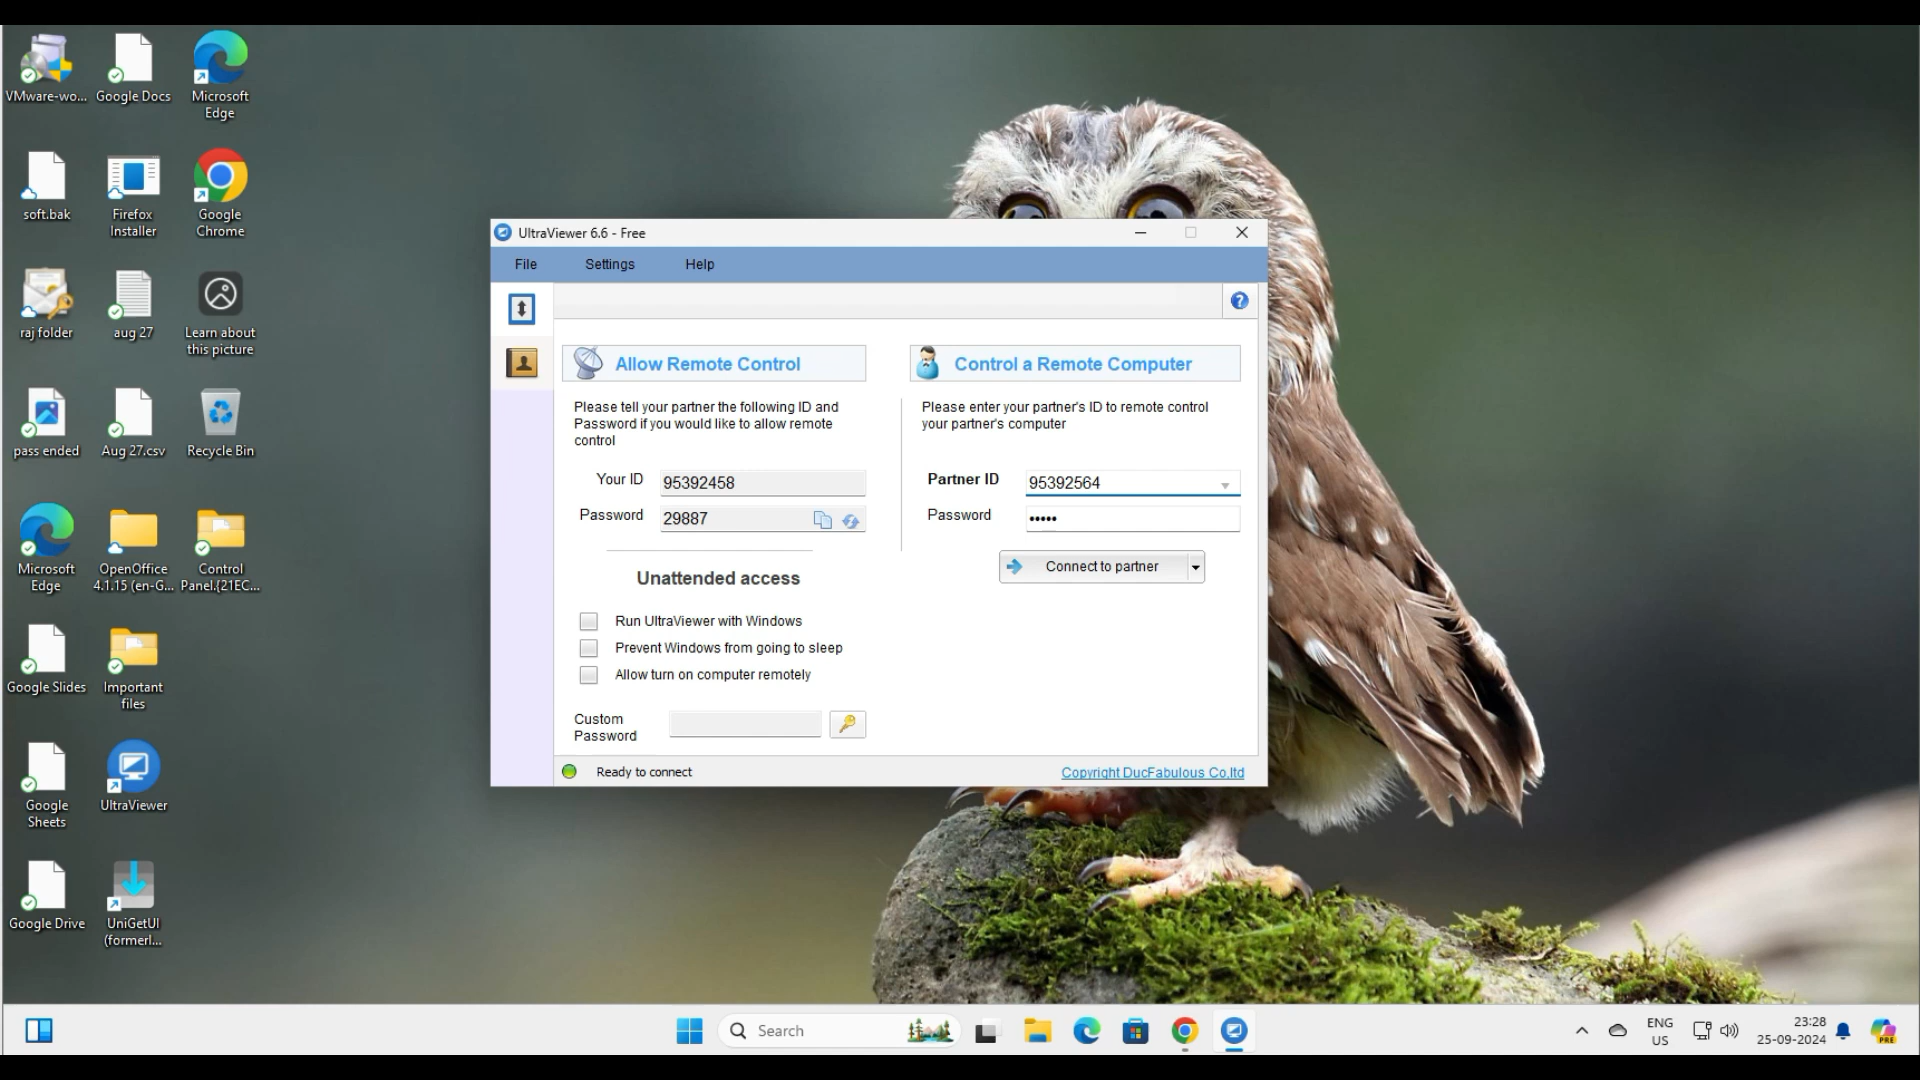 VMware-wo...
Google Docs
Microsoft
Edge
soft.bak
Firefox
Installer
Google
Chrome
raj folder
aug 27
Learn about
this picture
pass ended
Aug 27.csv
Recycle Bin
Microsoft
Edge
OpenOffice
4.1.15 (en-G...
Control
Panel.{21EC...
Google Slides
Important
files
Google
Sheets
UltraViewer
Google Drive
UniGetUI
(formerl...
UltraViewer 6.6 - Free
File Settings Help
Allow Remote Control
Please tell your partner the following ID and
Password if you would like to allow remote
control
Your ID 95392458
Password 29887
Unattended access
Run UltraViewer with Windows
Prevent Windows from going to sleep
Allow turn on computer remotely
Custom
Password
Control a Remote Computer
Please enter your partner's ID to remote control
your partner's computer
Partner ID 95392564
Password •••••
Connect to partner
Ready to connect
Copyright DucFabulous Co,ltd
Search
ENG
US
23:28
25-09-2024
PRE